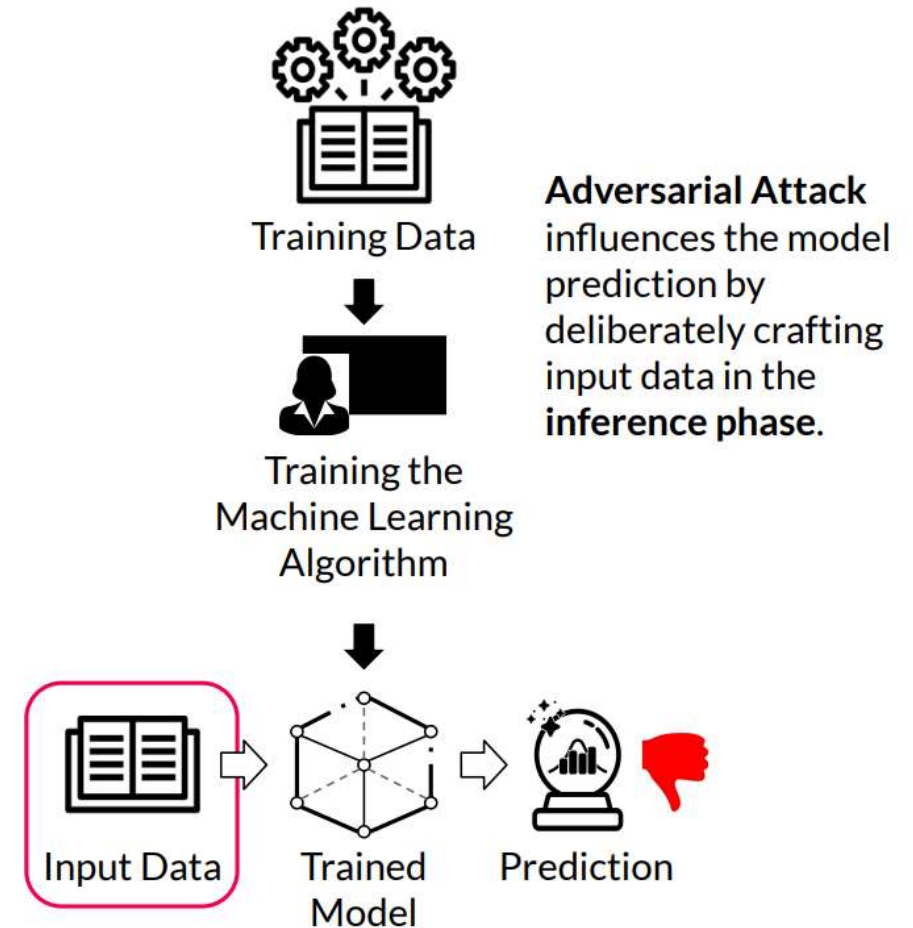 Training Data
Adversarial Attack
influences the model
prediction by
deliberately crafting
input data in the
inference phase.
Training the
Machine Learning
Algorithm
Input Data
Trained
Model
Prediction